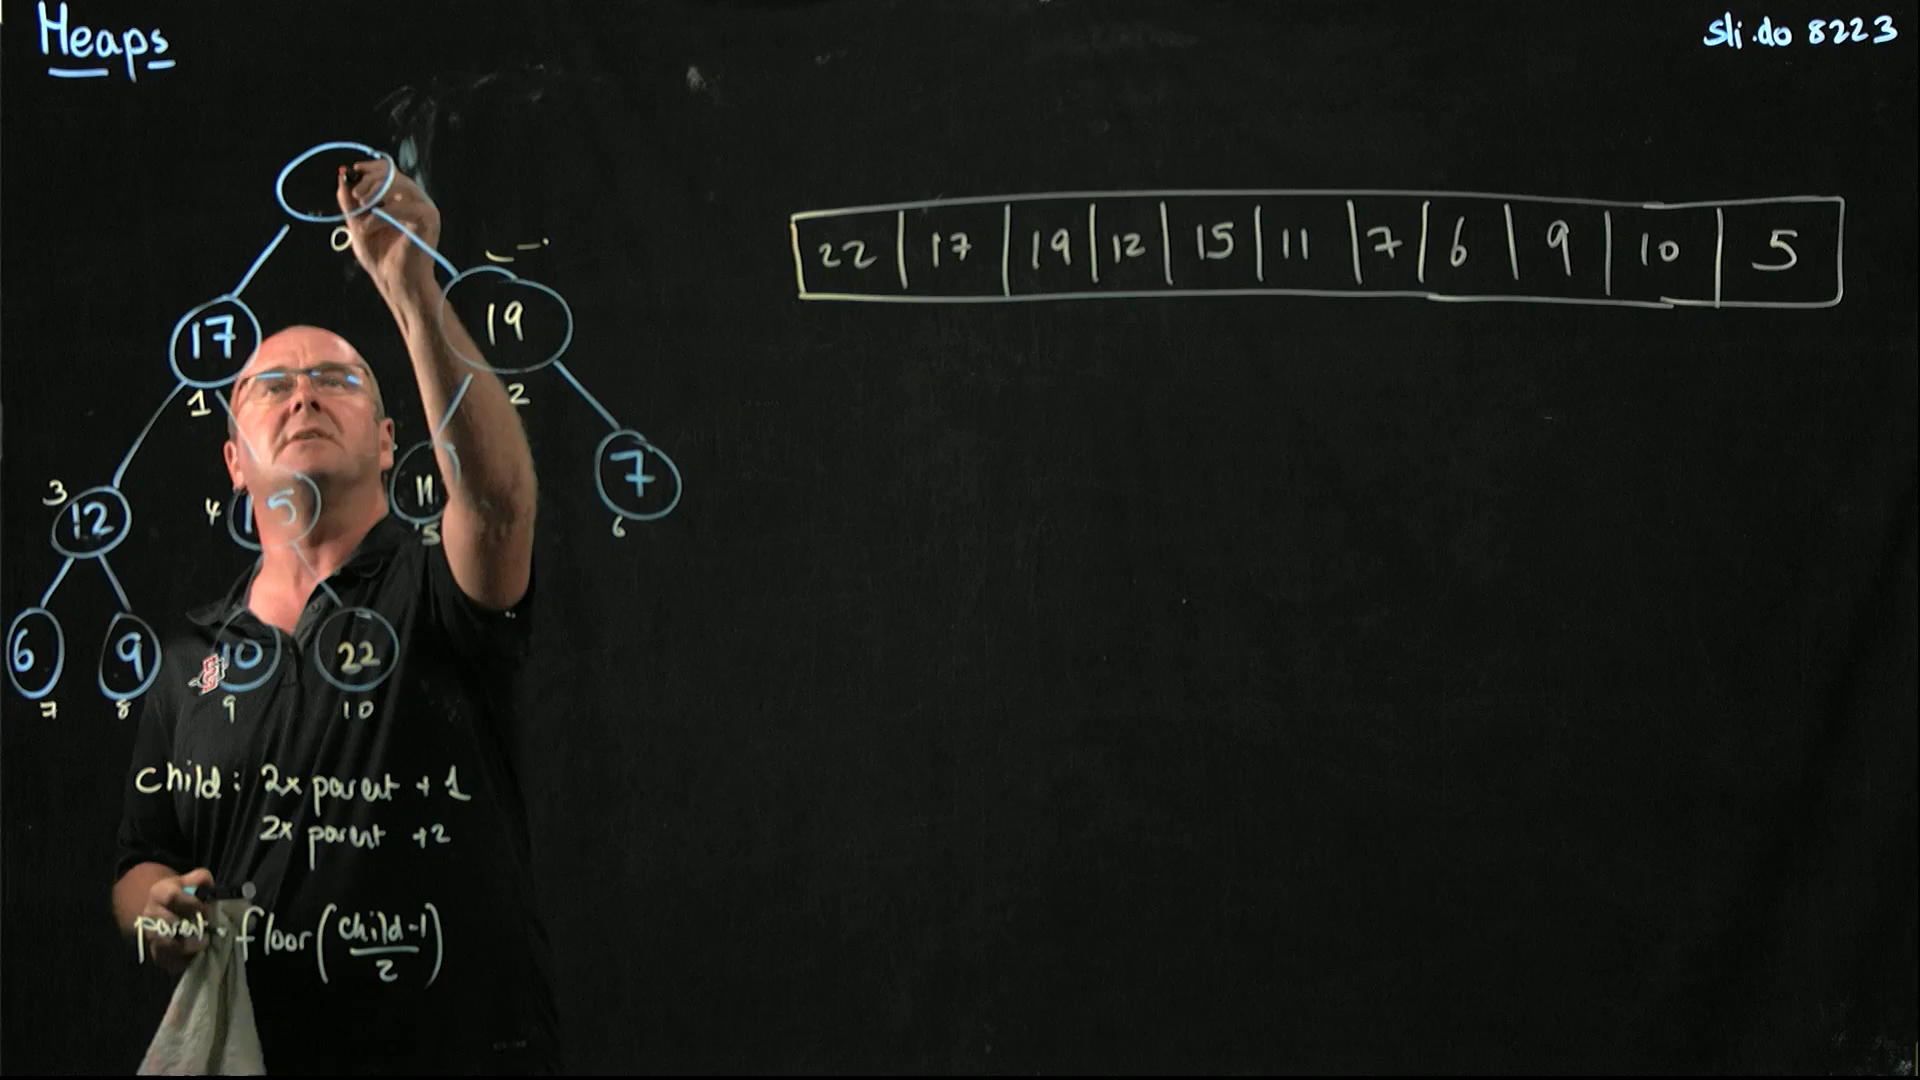 Heaps
sli.do 8223
0
22 17 19 12 15 11 7 6 9 10 5
17 19
1 2
3 12 4 15 11 7
5 6
6 9 10 22
7 8 9 10
child: 2x parent + 1
2x parent +2
parent = floor(child-1/2)